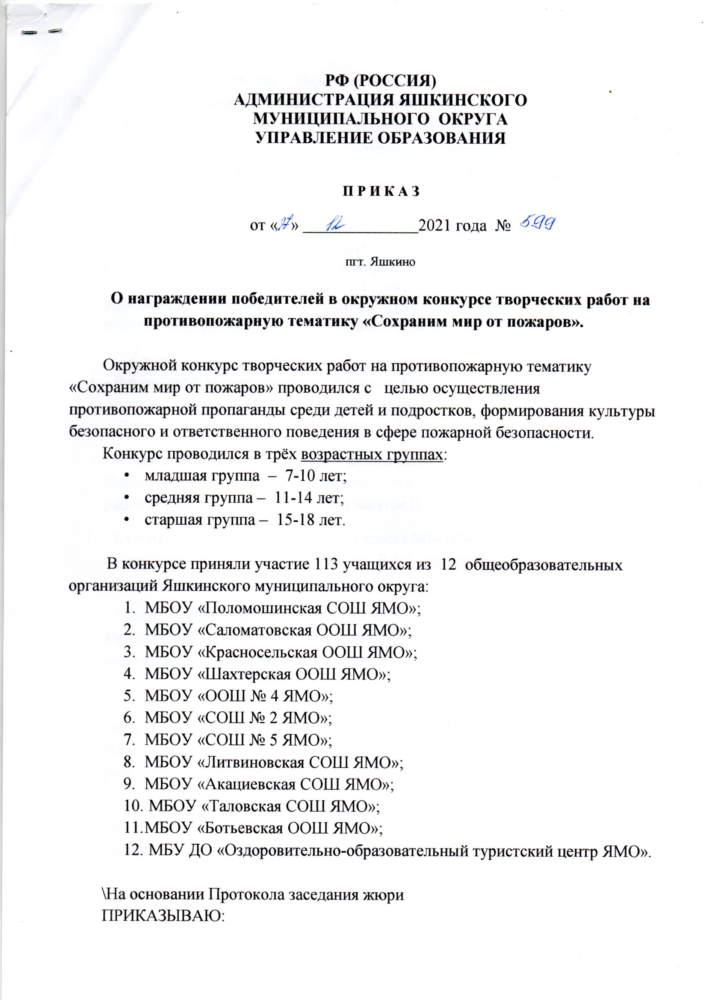 РФ (РОССИЯ)
АДМИНИСТРАЦИЯ ЯШКИНСКОГО
МУНИЦИПАЛЬНОГО ОКРУГА
УПРАВЛЕНИЕ ОБРАЗОВАНИЯ
П Р И К А З
от «27» 12 2021 года № 599
пгт. Яшкино
О награждении победителей в окружном конкурсе творческих работ на
противопожарную тематику «Сохраним мир от пожаров».
Окружной конкурс творческих работ на противопожарную тематику
«Сохраним мир от пожаров» проводился с целью осуществления
противопожарной пропаганды среди детей и подростков, формирования культуры
безопасного и ответственного поведения в сфере пожарной безопасности.
Конкурс проводился в трёх возрастных группах:
• младшая группа – 7-10 лет;
• средняя группа – 11-14 лет;
• старшая группа – 15-18 лет.
В конкурсе приняли участие 113 учащихся из 12 общеобразовательных
организаций Яшкинского муниципального округа:
1. МБОУ «Поломошинская СОШ ЯМО»;
2. МБОУ «Саломатовская ООШ ЯМО»;
3. МБОУ «Красносельская ООШ ЯМО»;
4. МБОУ «Шахтерская ООШ ЯМО»;
5. МБОУ «ООШ № 4 ЯМО»;
6. МБОУ «СОШ № 2 ЯМО»;
7. МБОУ «СОШ № 5 ЯМО»;
8. МБОУ «Литвиновская СОШ ЯМО»;
9. МБОУ «Акациевская СОШ ЯМО»;
10. МБОУ «Таловская СОШ ЯМО»;
11.МБОУ «Ботьевская ООШ ЯМО»;
12. МБУ ДО «Оздоровительно-образовательный туристский центр ЯМО».
\На основании Протокола заседания жюри
ПРИКАЗЫВАЮ: